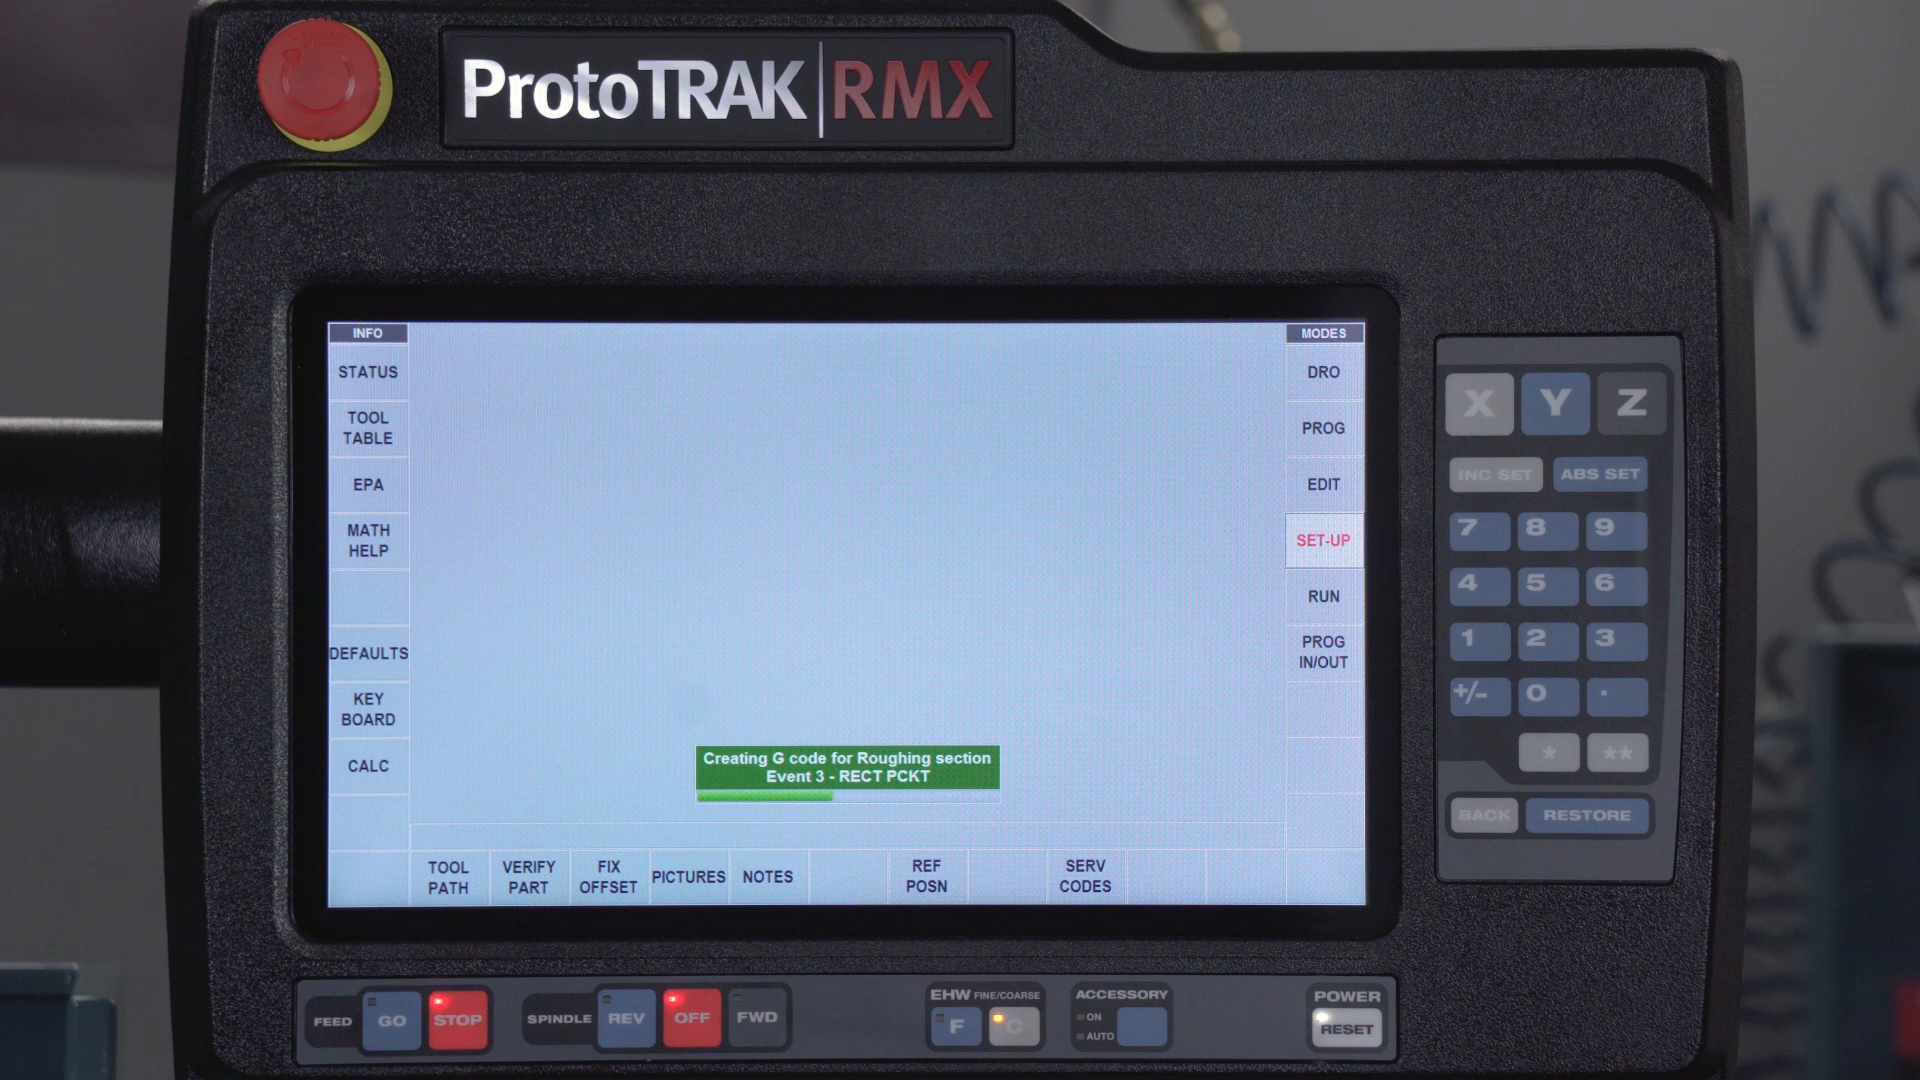 ProtoTRAK RMX
INFO
STATUS
TOOL
TABLE
EPA
MATH
HELP
DEFAULTS
KEY
BOARD
CALC
MODES
DRO
PROG
EDIT
SET-UP
RUN
PROG
IN/OUT
Creating G code for Roughing section
Event 3 - RECT PCKT
TOOL
PATH
VERIFY
PART
FIX
OFFSET
PICTURES
NOTES
REF
POSN
SERV
CODES
X Y Z
INC SET ABS SET
7 8 9
4 5 6
1 2 3
+/- 0 .
* **
BACK RESTORE
FEED GO STOP
SPINDLE REV OFF FWD
EHW FINE/COARSE
F C
ACCESSORY
ON
AUTO
POWER
RESET